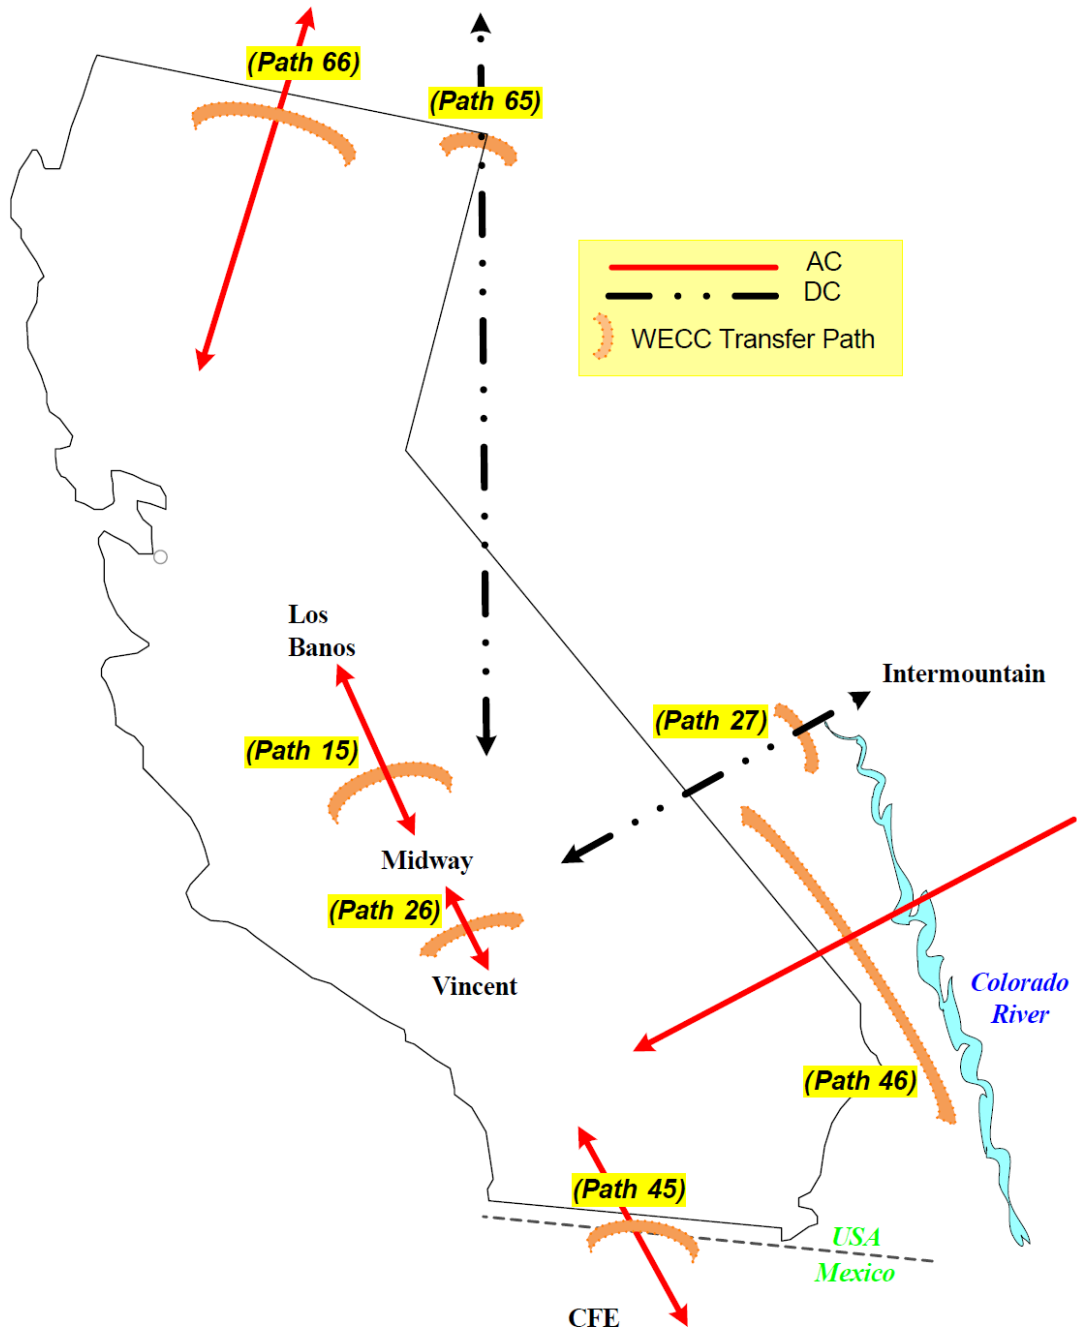 (Path 66)
(Path 65)
AC
DC
WECC Transfer Path
Los
Banos
Intermountain
(Path 27)
(Path 15)
Midway
(Path 26)
Vincent
Colorado
River
(Path 46)
(Path 45)
USA
Mexico
CFE